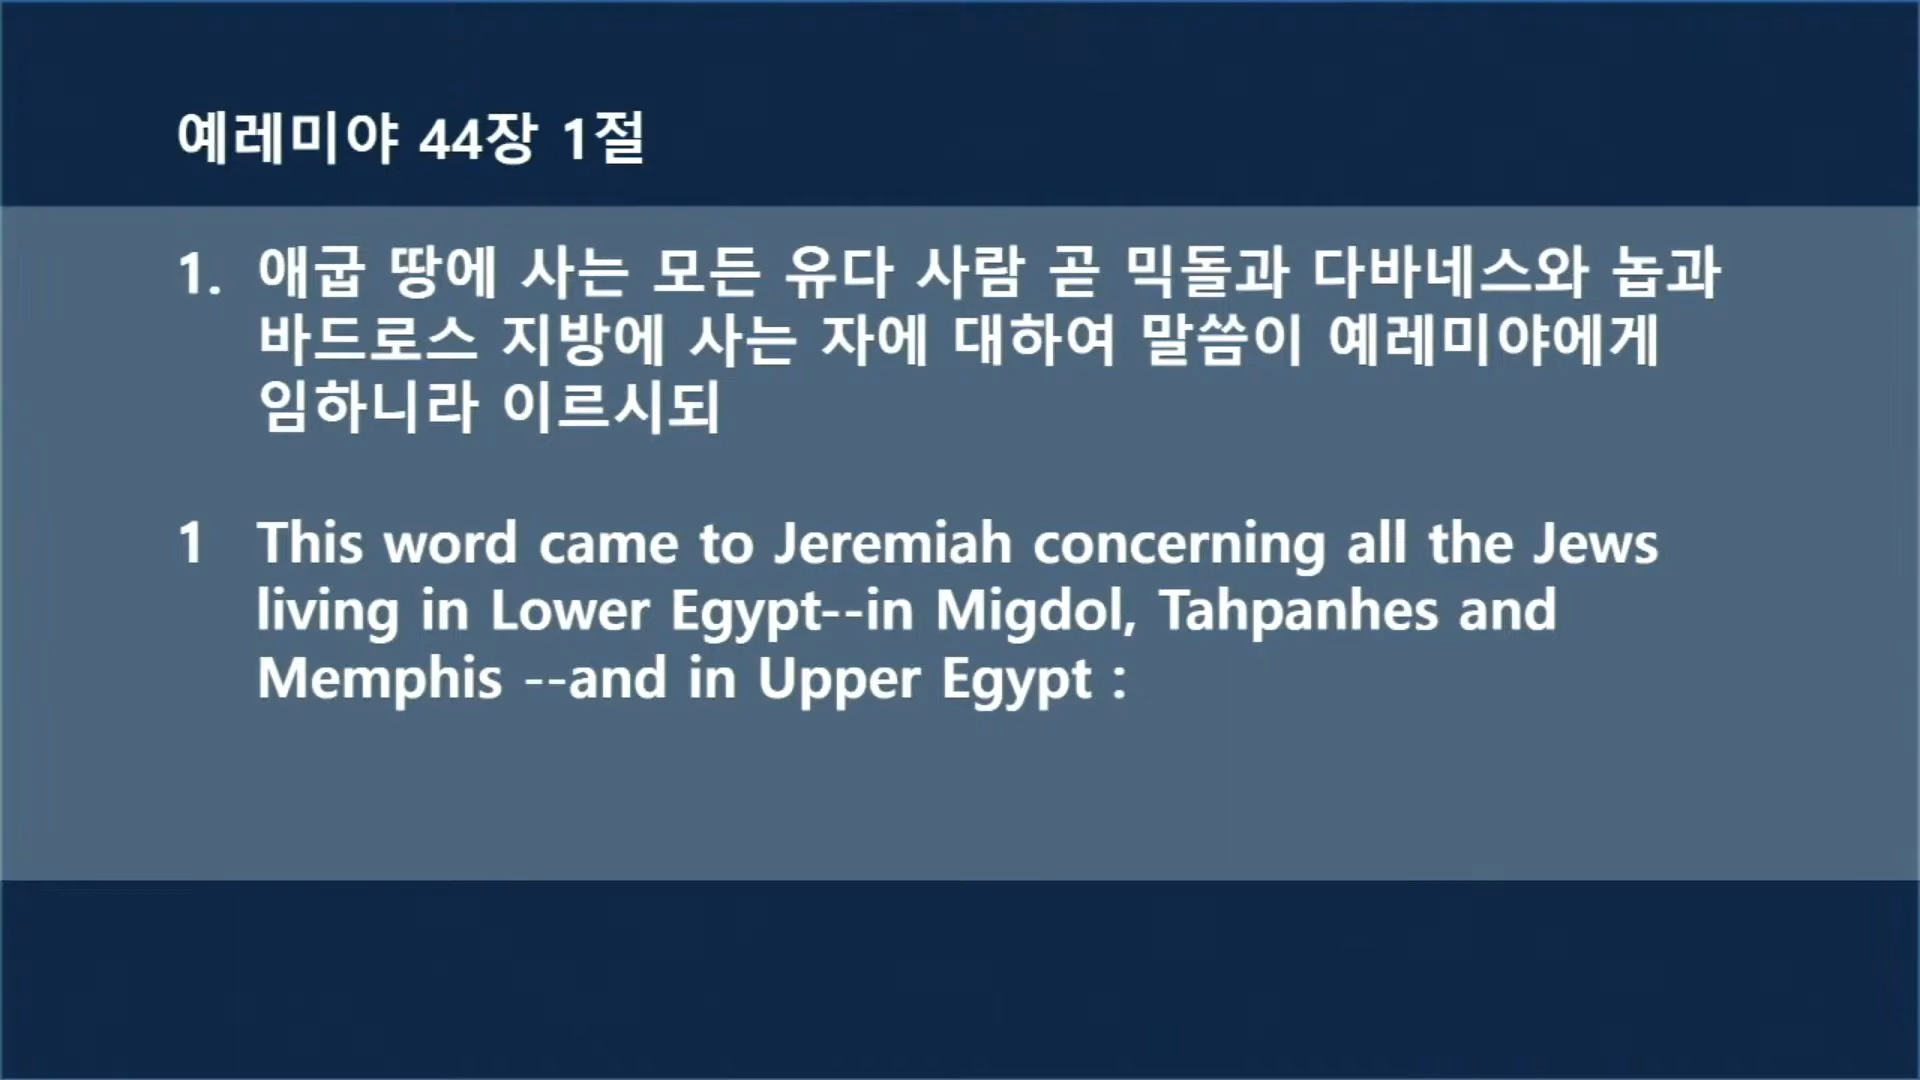 예레미야 44장 1절
1. 애굽 땅에 사는 모든 유다 사람 곧 믹돌과 다바네스와 놉과
바드로스 지방에 사는 자에 대하여 말씀이 예레미야에게
임하니라 이르시되
1 This word came to Jeremiah concerning all the Jews
living in Lower Egypt--in Migdol, Tahpanhes and
Memphis --and in Upper Egypt :